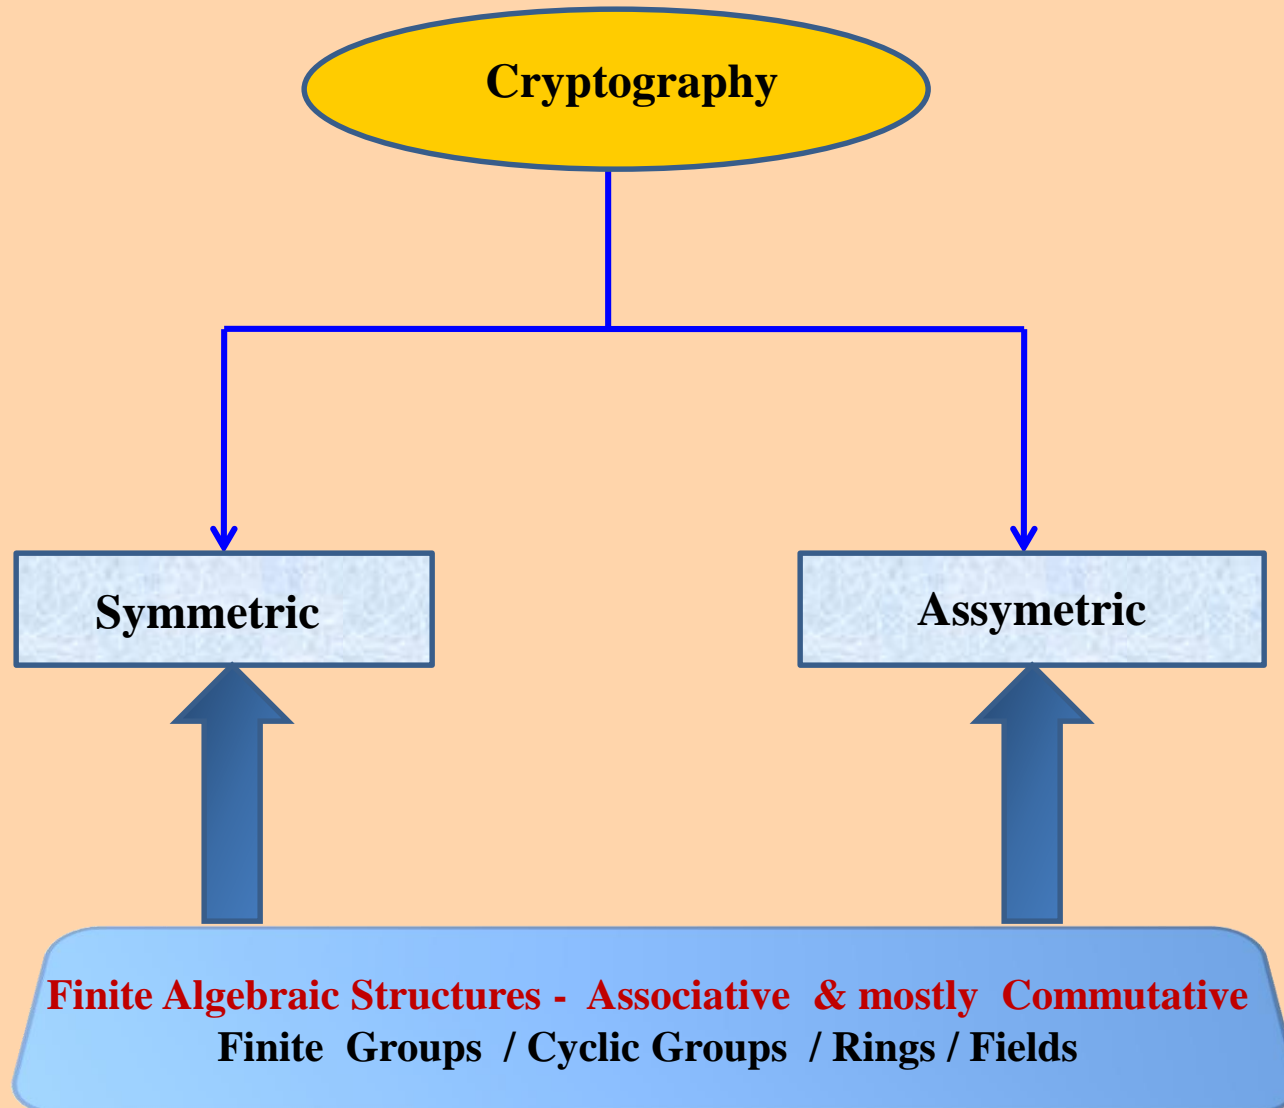 Cryptography
Symmetric
Assymetric
Finite Algebraic Structures - Associative & mostly Commutative
Finite Groups / Cyclic Groups / Rings / Fields